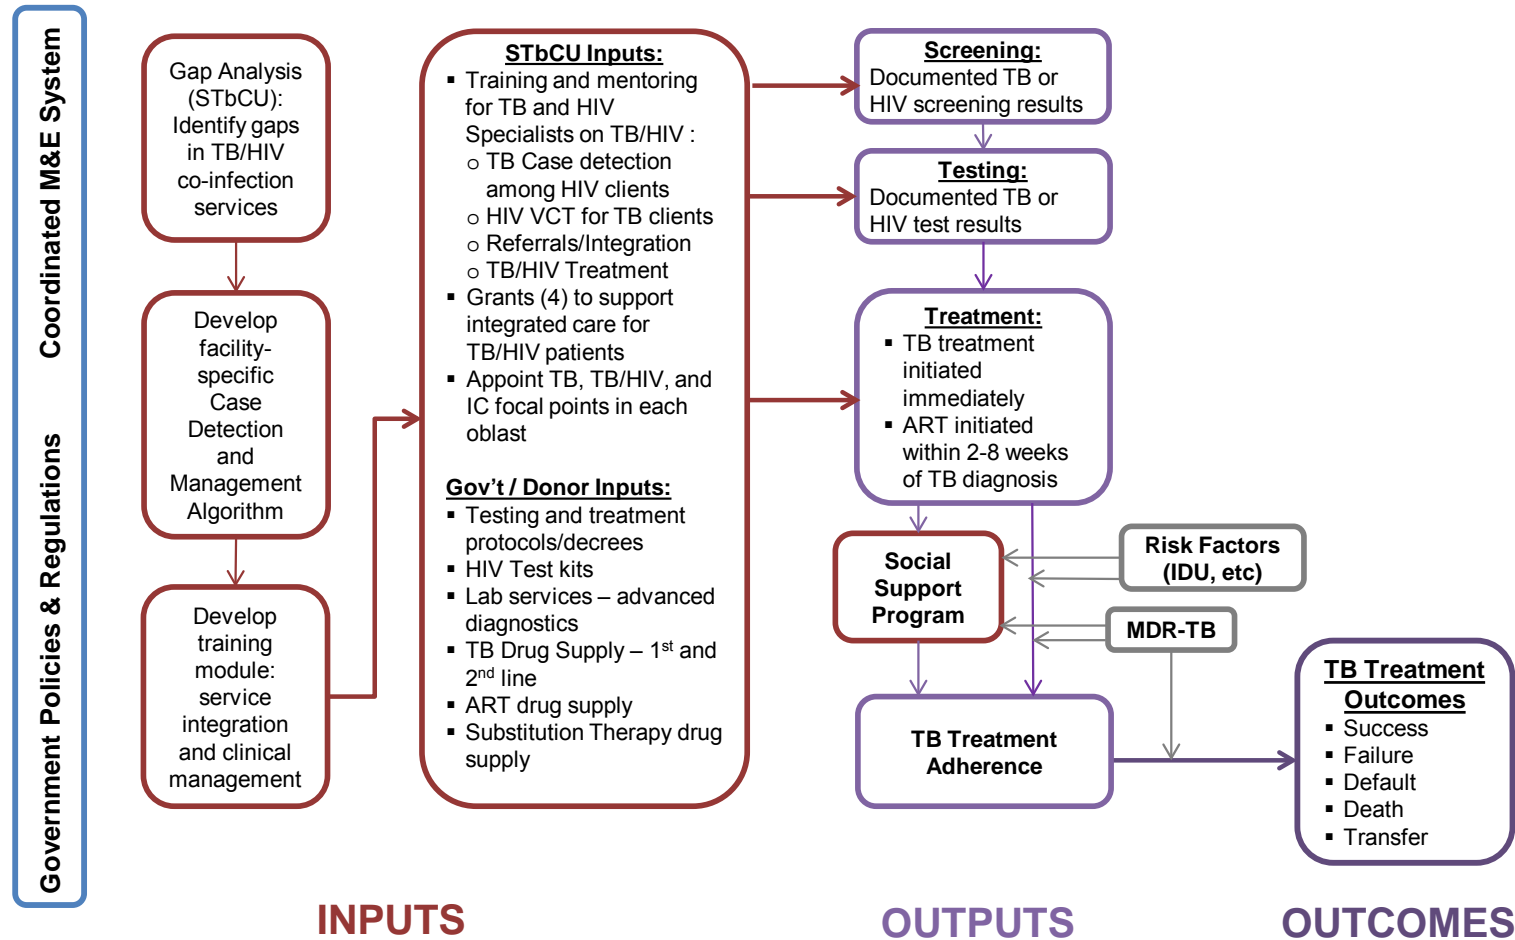 Coordinated M&E System
Government Policies & Regulations
Gap Analysis
(STbCU):
Identify gaps
in TB/HIV
co-infection
services
Develop
facility-
specific
Case
Detection
and
Management
Algorithm
Develop
training
module:
service
integration
and clinical
management
STbCU Inputs:
▪ Training and mentoring
for TB and HIV
Specialists on TB/HIV :
o TB Case detection
among HIV clients
o HIV VCT for TB clients
o Referrals/Integration
o TB/HIV Treatment
▪ Grants (4) to support
integrated care for
TB/HIV patients
▪ Appoint TB, TB/HIV, and
IC focal points in each
oblast
Gov't / Donor Inputs:
▪ Testing and treatment
protocols/decrees
▪ HIV Test kits
▪ Lab services – advanced
diagnostics
▪ TB Drug Supply – 1st and
2nd line
▪ ART drug supply
▪ Substitution Therapy drug
supply
Screening:
Documented TB or
HIV screening results
Testing:
Documented TB or
HIV test results
Treatment:
▪ TB treatment
initiated
immediately
▪ ART initiated
within 2-8 weeks
of TB diagnosis
Social
Support
Program
Risk Factors
(IDU, etc)
MDR-TB
TB Treatment
Adherence
TB Treatment
Outcomes
▪ Success
▪ Failure
▪ Default
▪ Death
▪ Transfer
INPUTS
OUTPUTS
OUTCOMES